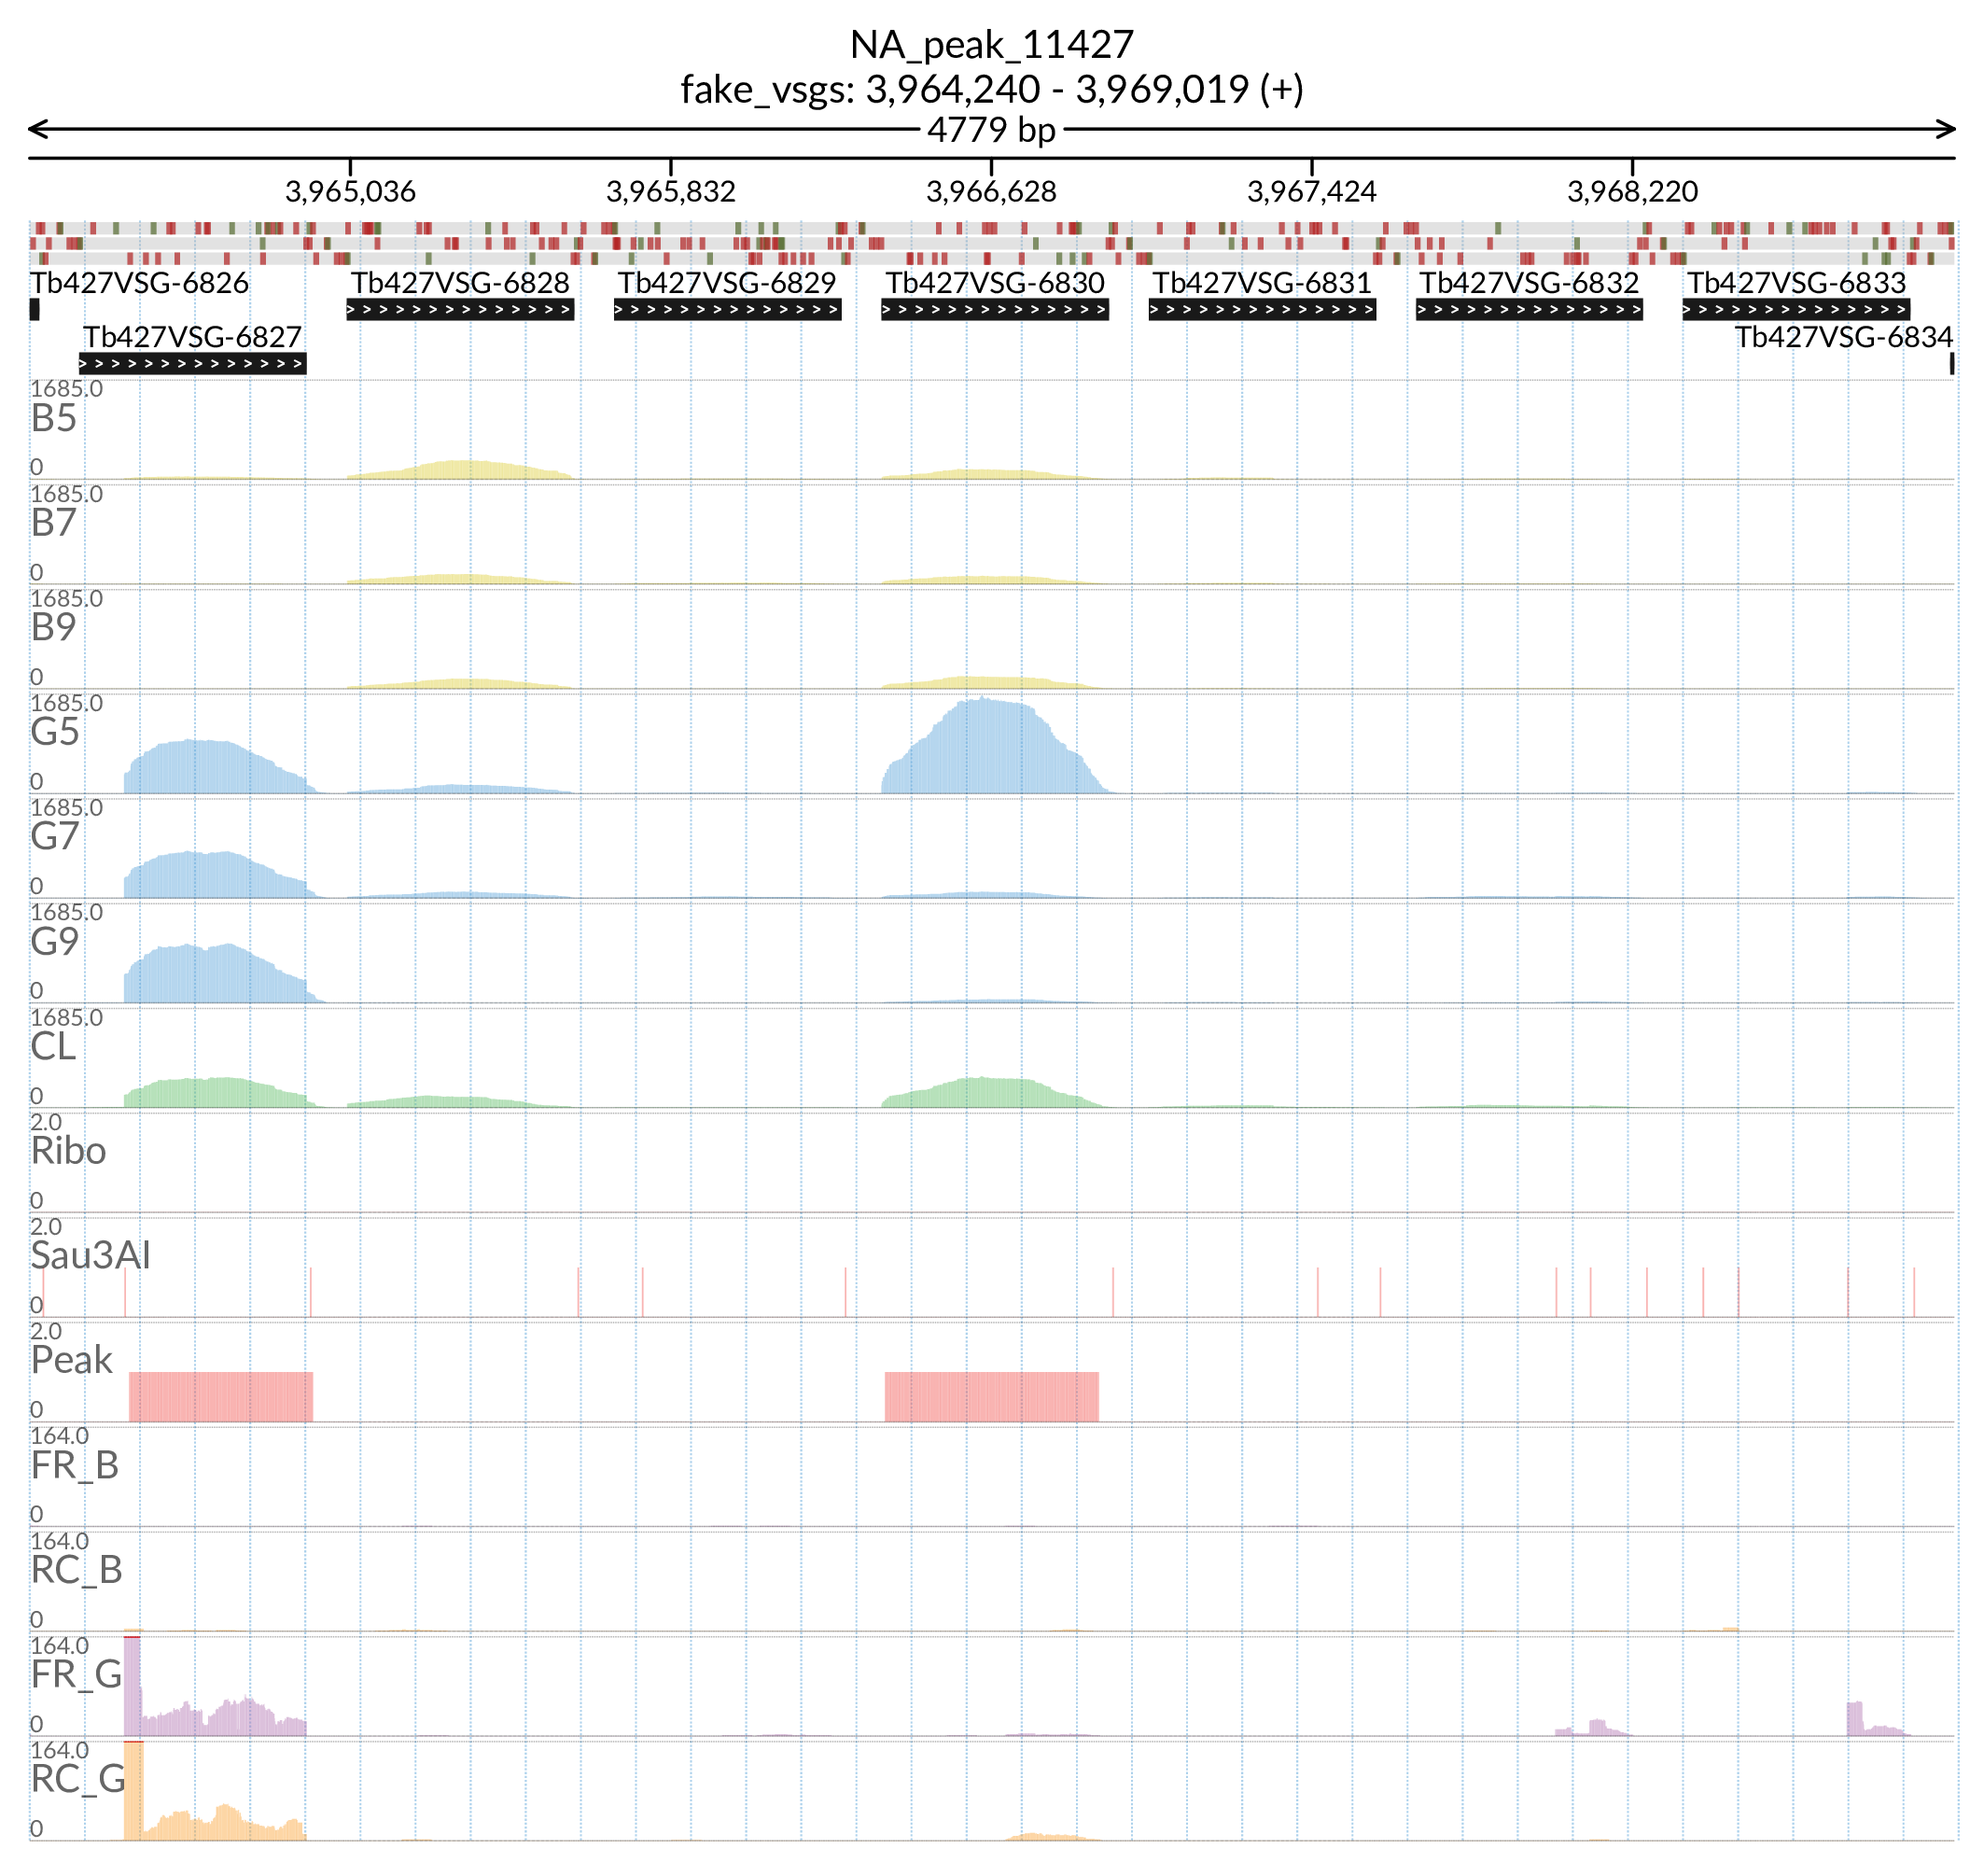 NA_peak_11427
fake_vsgs: 3,964,240 - 3,969,019 (+)
4779 bp
3,965,036 3,965,832 3,966,628 3,967,424 3,968,220
Tb427VSG-6826 Tb427VSG-6828 Tb427VSG-6829 Tb427VSG-6830 Tb427VSG-6831 Tb427VSG-6832 Tb427VSG-6833
Tb427VSG-6827 Tb427VSG-6834
1685.0
B5
0
1685.0
B7
0
1685.0
B9
0
1685.0
G5
0
1685.0
G7
0
1685.0
G9
0
1685.0
CL
0
2.0
Ribo
0
2.0
Sau3AI
0
2.0
Peak
0
164.0
FR_B
0
164.0
RC_B
0
164.0
FR_G
0
164.0
RC_G
0